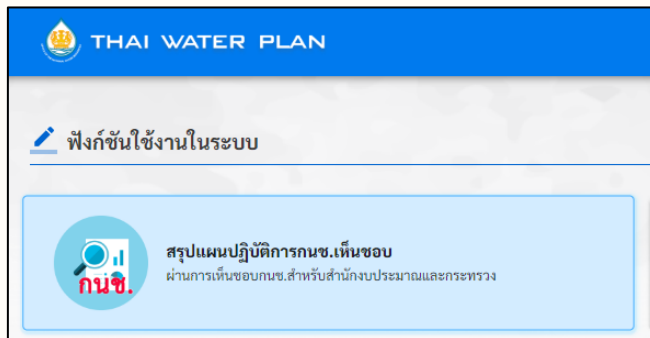 THAI WATER PLAN
ฟังก์ชันใช้งานในระบบ
สรุปแผนปฏิบัติการกนช.เห็นชอบ
ผ่านการเห็นชอบกนช.สำหรับสำนักงบประมาณและกระทรวง
กนช.